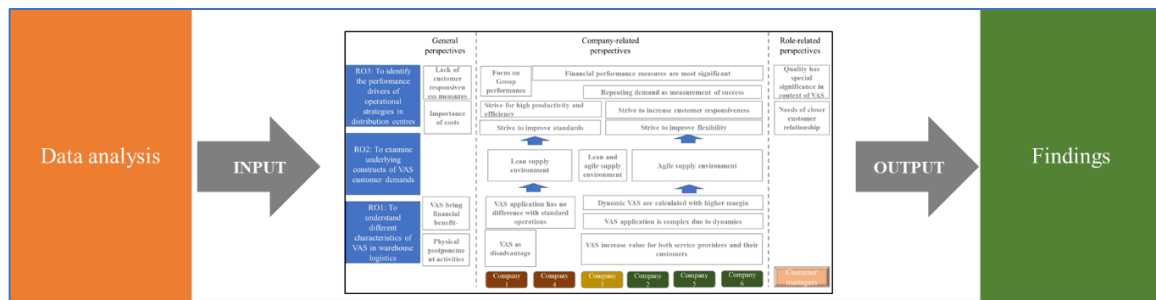 Data analysis
INPUT
General
perspectives
Company-related
perspectives
Role-related
perspectives
RO3: To identify
the performance
drivers of
operational
strategies in
distribution centres
Lack of
customer
responsiven
ess measures
Importance
of costs
Focus on
Group
performance
Financial performance measures are most significant
Repeating demand as measurement of success
Strive for high productivity and
efficiency
Strive to increase customer responsiveness
Strive to improve standards
Strive to improve flexibility
Quality has
special
significance in
context of VAS
Needs of closer
customer
relationship
RO2: To examine
underlying
constructs of VAS
customer demands
Lean supply
environment
Lean and
agile supply
environment
Agile supply environment
RO1: To
understand
different
characteristics of
VAS in warehouse
logistics
VAS bring
financial
benefit-
Physical
postponeme
nt activities
VAS application has no
difference with standard
operations
VAS as
disadvantage
Dynamic VAS are calculated with higher margin
VAS application is complex due to dynamics
VAS increase value for both service providers and their
customers
Company
1
Company
4
Company
3
Company
2
Company
5
Company
6
Customer
managers
OUTPUT
Findings